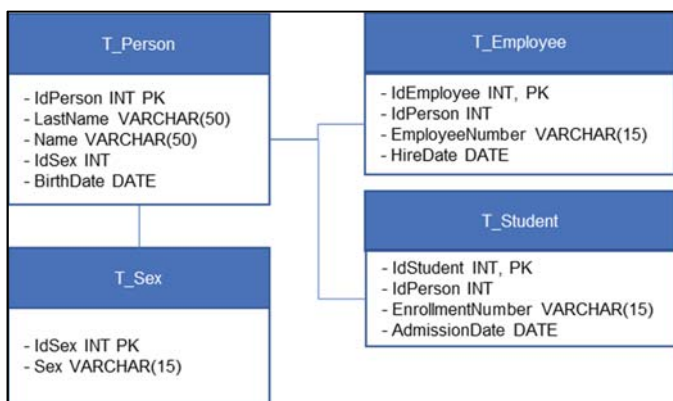 T_Person
- IdPerson INT PK
- LastName VARCHAR(50)
- Name VARCHAR(50)
- IdSex INT
- BirthDate DATE
T_Employee
- IdEmployee INT, PK
- IdPerson INT
- EmployeeNumber VARCHAR(15)
- HireDate DATE
T_Sex
- IdSex INT PK
- Sex VARCHAR(15)
T_Student
- IdStudent INT, PK
- IdPerson INT
- EnrollmentNumber VARCHAR(15)
- AdmissionDate DATE